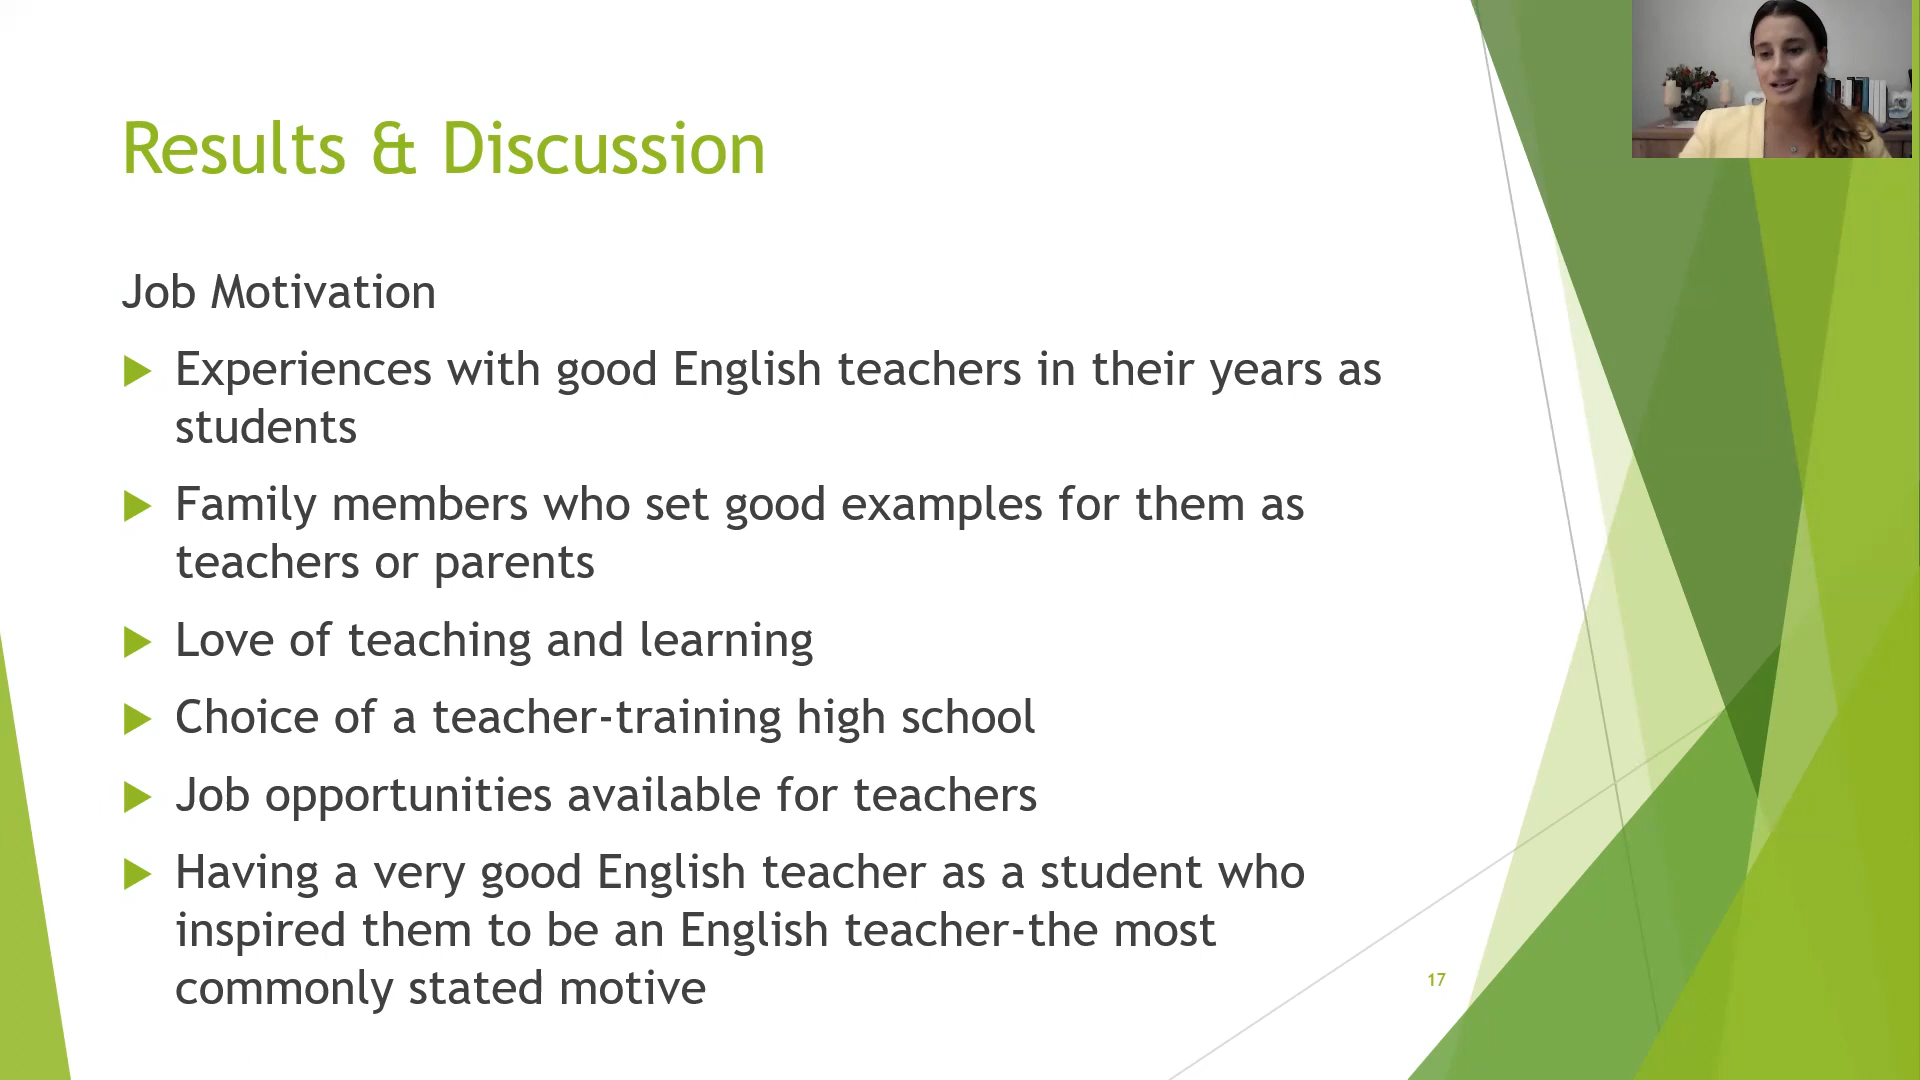 Results & Discussion
Job Motivation
Experiences with good English teachers in their years as
students
Family members who set good examples for them as
teachers or parents
Love of teaching and learning
Choice of a teacher-training high school
Job opportunities available for teachers
Having a very good English teacher as a student who
inspired them to be an English teacher-the most
commonly stated motive
17